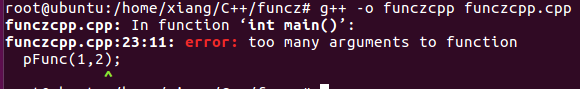 root@ubuntu:/home/xiang/C++/funcz# g++ -o funczcpp funczcpp.cpp
funczcpp.cpp: In function ‘int main()’:
funczcpp.cpp:23:11: error: too many arguments to function
pFunc(1,2);
^